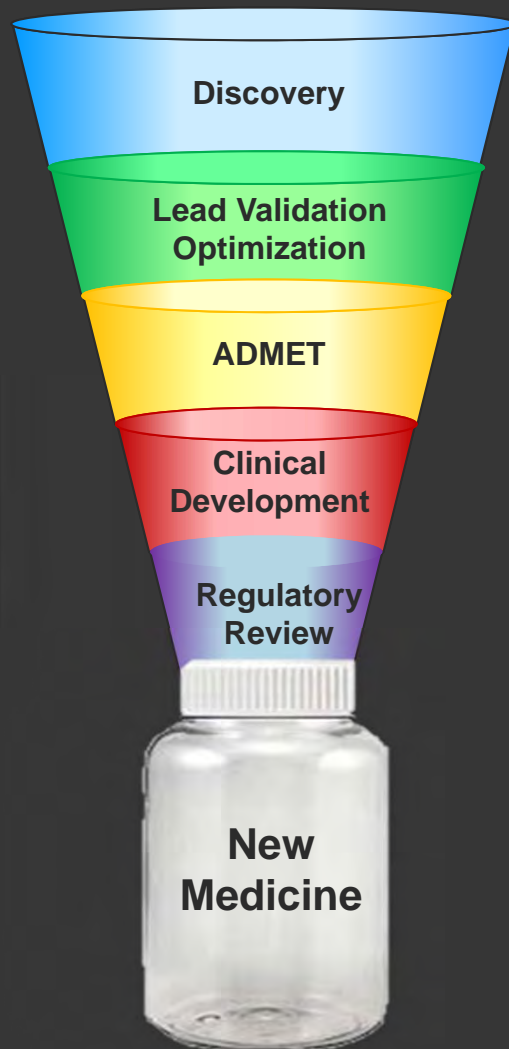 Discovery
Lead Validation
Optimization
ADMET
Clinical
Development
Regulatory
Review
New
Medicine